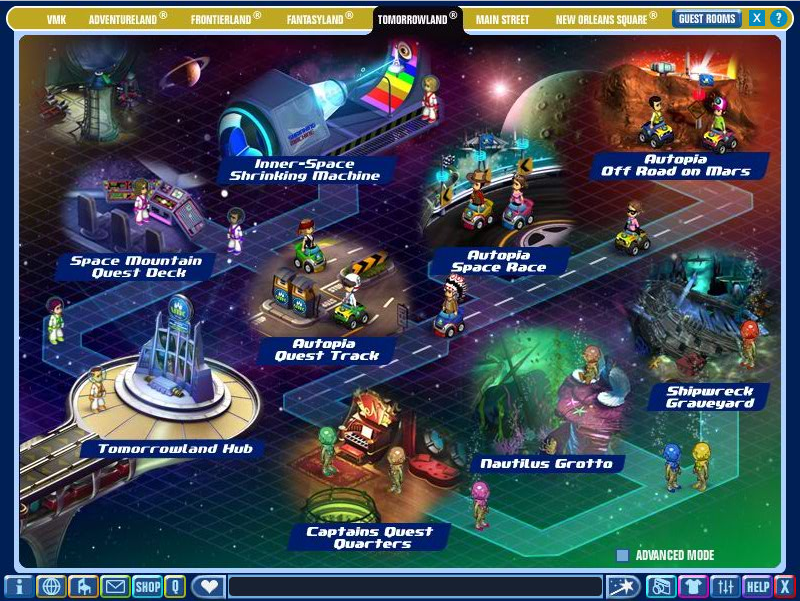 VMK ADVENTURELAND® FRONTIERLAND® FANTASYLAND® TOMORROWLAND® MAIN STREET NEW ORLEANS SQUARE® GUEST ROOMS X ?
Inner-Space
Shrinking Machine
Autopia
Off Road on Mars
Space Mountain
Quest Deck
Autopia
Space Race
Autopia
Quest Track
Shipwreck
Graveyard
Tomorrowland Hub
Nautilus Grotto
Captains Quest
Quarters
ADVANCED MODE
i SHOP Q HELP X